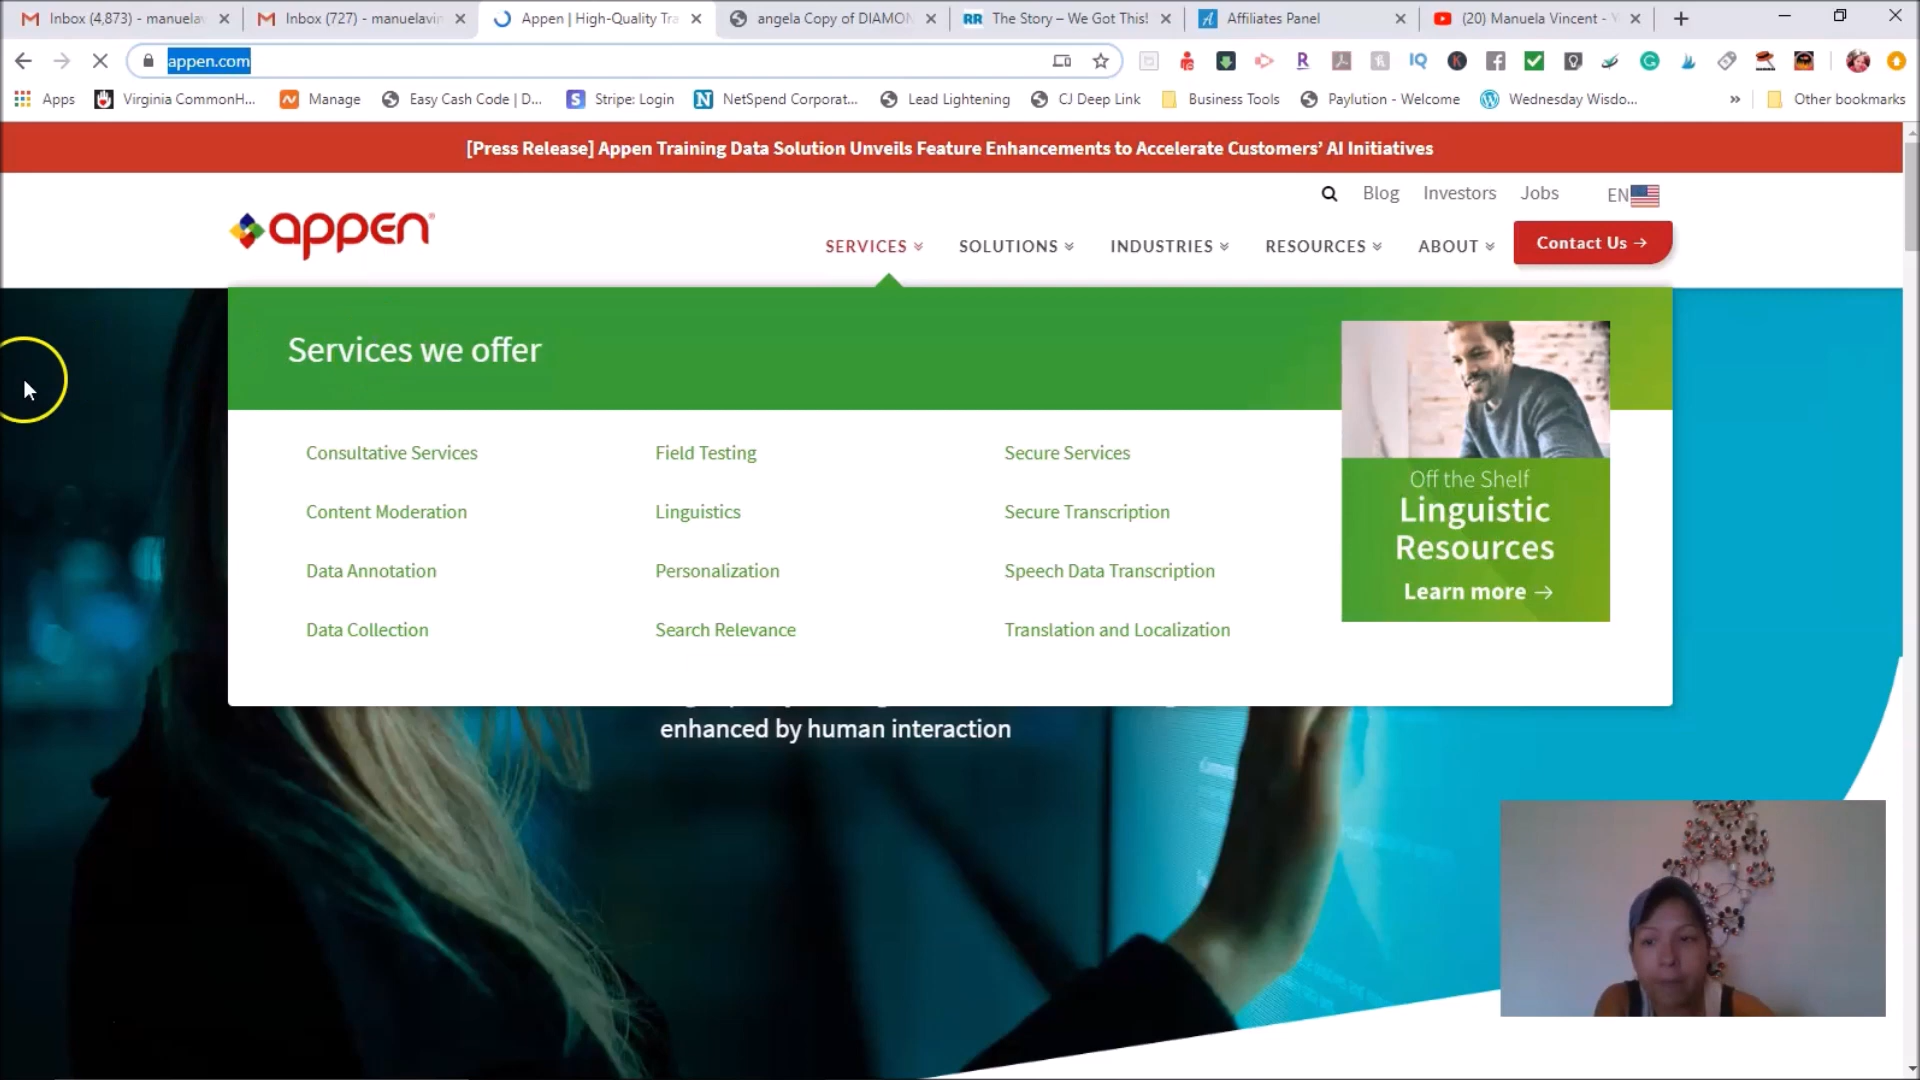 Inbox (4,873) - manuelav
Inbox (727) - manuelavin
Appen | High-Quality Tra
angela Copy of DIAMON
RR The Story – We Got This!
Affiliates Panel
(20) Manuela Vincent - Y
appen.com
Apps
Virginia CommonH...
Manage
Easy Cash Code | D...
Stripe: Login
NetSpend Corporat...
Lead Lightening
CJ Deep Link
Business Tools
Paylution - Welcome
Wednesday Wisdo...
»
Other bookmarks
[Press Release] Appen Training Data Solution Unveils Feature Enhancements to Accelerate Customers’ AI Initiatives
Blog
Investors
Jobs
EN
appen
SERVICES
SOLUTIONS
INDUSTRIES
RESOURCES
ABOUT
Contact Us →
Services we offer
Consultative Services
Field Testing
Secure Services
Content Moderation
Linguistics
Secure Transcription
Data Annotation
Personalization
Speech Data Transcription
Data Collection
Search Relevance
Translation and Localization
Off the Shelf
Linguistic
Resources
Learn more →
enhanced by human interaction